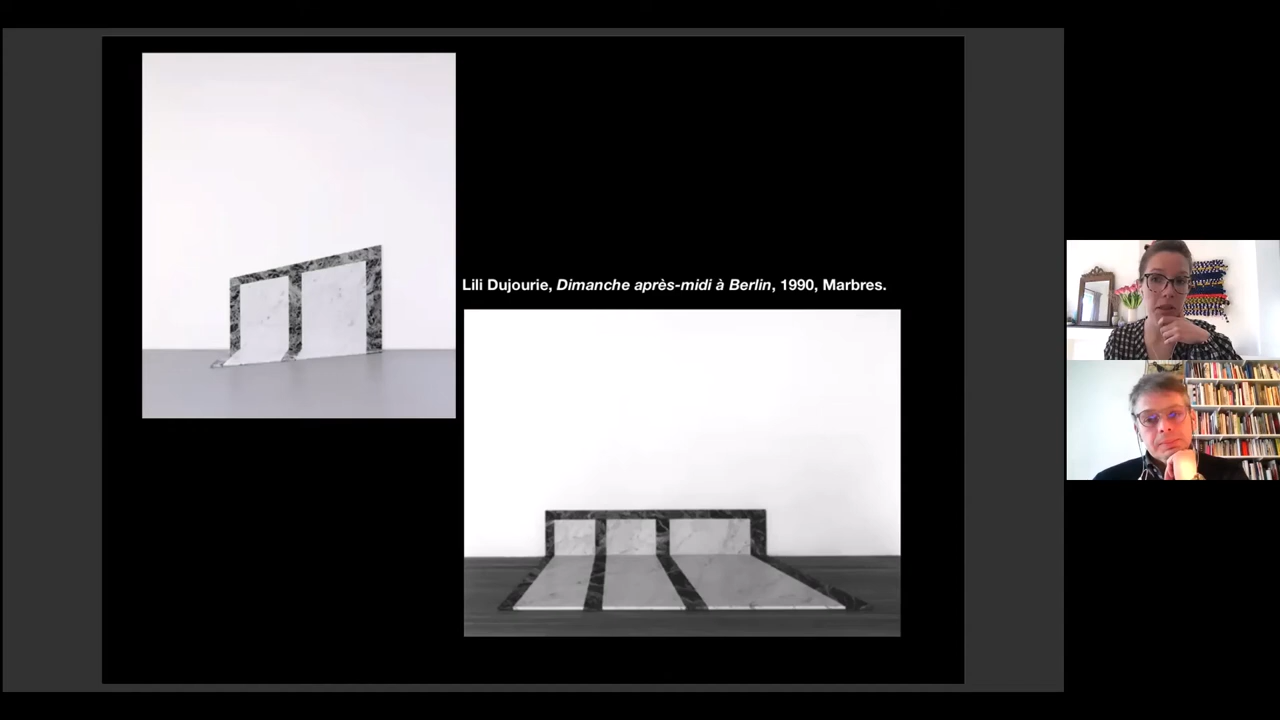 Lili Dujourie, Dimanche après-midi à Berlin, 1990, Marbres.